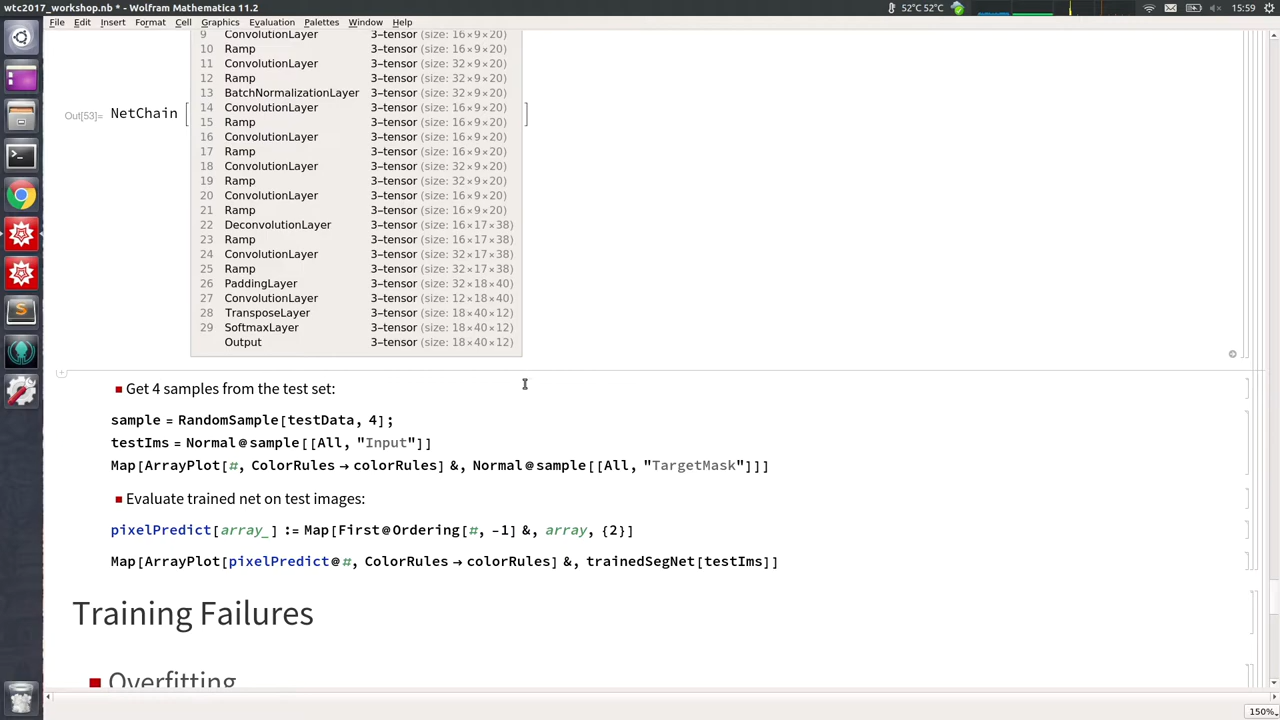 wtc2017_workshop.nb * - Wolfram Mathematica 11.2
52°C 52°C
15:59
File Edit Insert Format Cell Graphics Evaluation Palettes Window Help
9 ConvolutionLayer 3-tensor (size: 16×9×20)
10 Ramp 3-tensor (size: 16×9×20)
11 ConvolutionLayer 3-tensor (size: 32×9×20)
12 Ramp 3-tensor (size: 32×9×20)
13 BatchNormalizationLayer 3-tensor (size: 32×9×20)
Out[53]= NetChain [ ]
14 ConvolutionLayer 3-tensor (size: 16×9×20)
15 Ramp 3-tensor (size: 16×9×20)
16 ConvolutionLayer 3-tensor (size: 16×9×20)
17 Ramp 3-tensor (size: 16×9×20)
18 ConvolutionLayer 3-tensor (size: 32×9×20)
19 Ramp 3-tensor (size: 32×9×20)
20 ConvolutionLayer 3-tensor (size: 16×9×20)
21 Ramp 3-tensor (size: 16×9×20)
22 DeconvolutionLayer 3-tensor (size: 16×17×38)
23 Ramp 3-tensor (size: 16×17×38)
24 ConvolutionLayer 3-tensor (size: 32×17×38)
25 Ramp 3-tensor (size: 32×17×38)
26 PaddingLayer 3-tensor (size: 32×18×40)
27 ConvolutionLayer 3-tensor (size: 12×18×40)
28 TransposeLayer 3-tensor (size: 18×40×12)
29 SoftmaxLayer 3-tensor (size: 18×40×12)
Output 3-tensor (size: 18×40×12)
Get 4 samples from the test set:
sample = RandomSample[testData, 4];
testIms = Normal@sample[[All, "Input"]]
Map[ArrayPlot[#, ColorRules → colorRules] &, Normal@sample[[All, "TargetMask"]]]
Evaluate trained net on test images:
pixelPredict[array_] := Map[First@Ordering[#, -1] &, array, {2}]
Map[ArrayPlot[pixelPredict@#, ColorRules → colorRules] &, trainedSegNet[testIms]]
Training Failures
Overfitting
150%